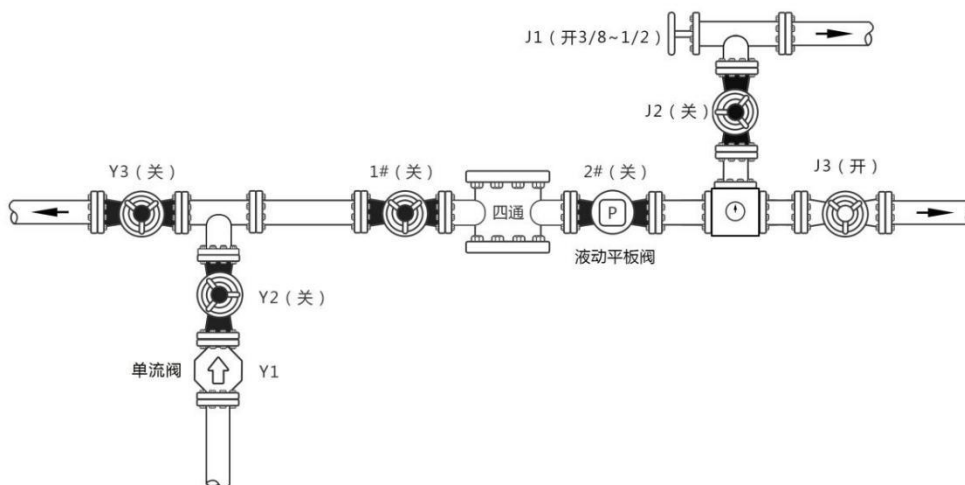 J1（开3/8~1/2）
J2（关）
Y3（关）
1#（关）
2#（关）
J3（开）
四通
P
液动平板阀
Y2（关）
单流阀
Y1